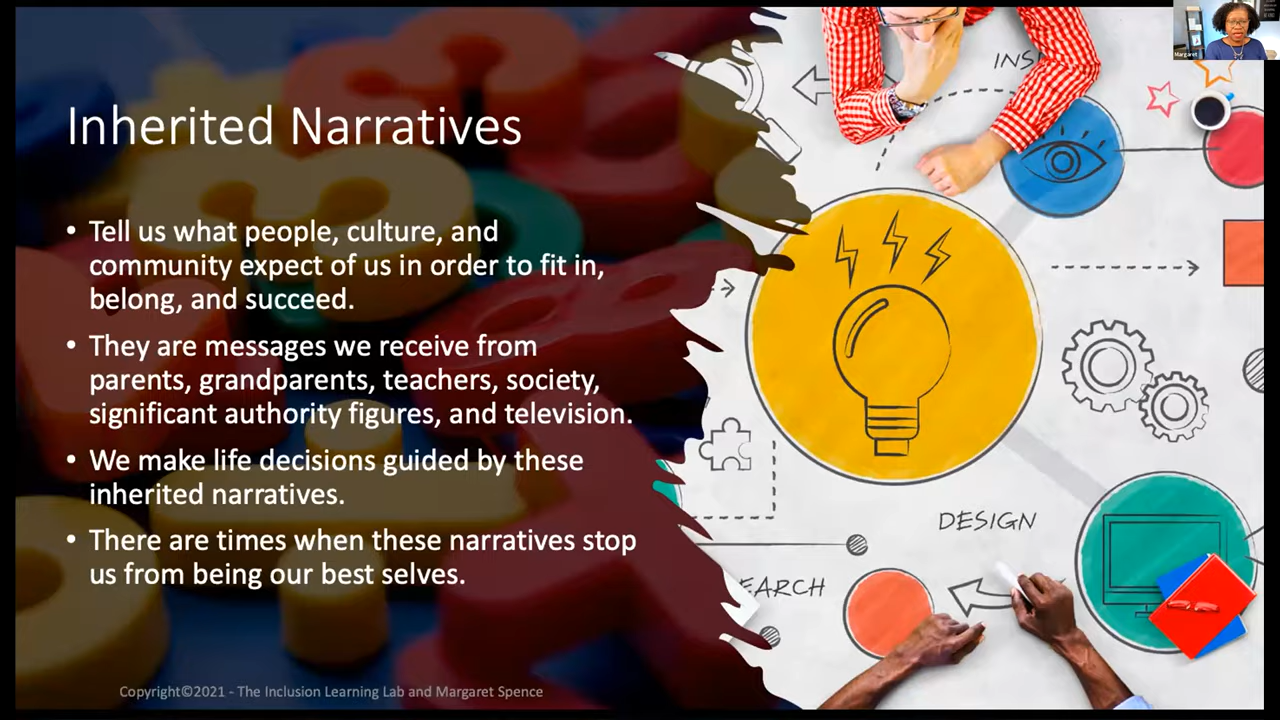 Margaret
Inherited Narratives
• Tell us what people, culture, and
community expect of us in order to fit in,
belong, and succeed.
• They are messages we receive from
parents, grandparents, teachers, society,
significant authority figures, and television.
• We make life decisions guided by these
inherited narratives.
• There are times when these narratives stop
us from being our best selves.
Copyright©2021 - The Inclusion Learning Lab and Margaret Spence
INSI
DESIGN
EARCH